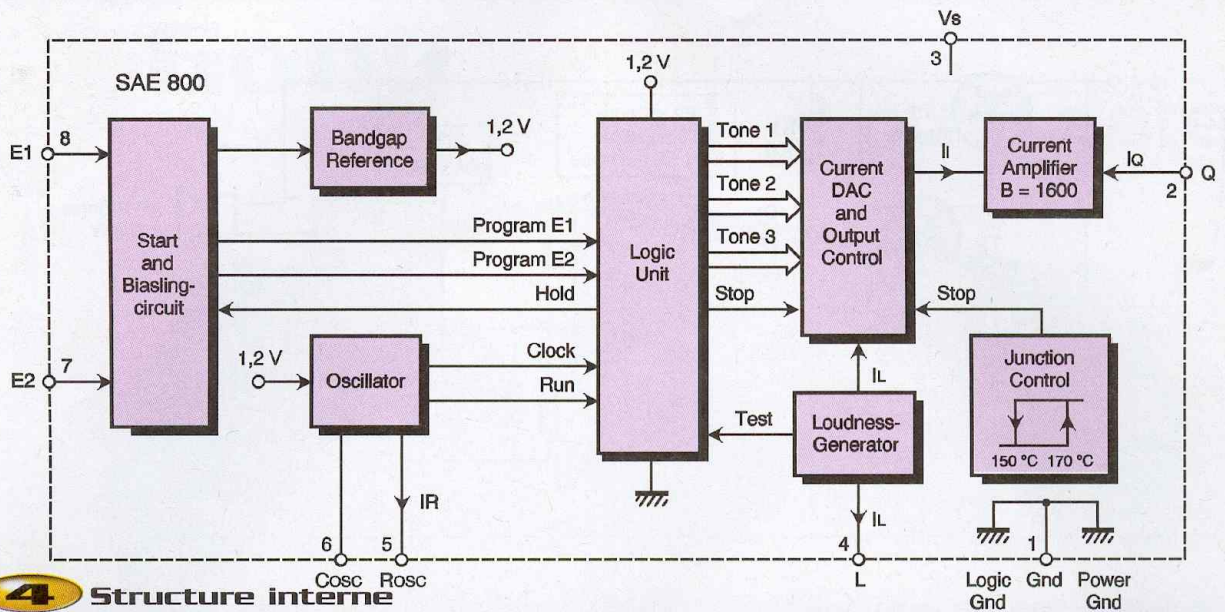 Vs
3
SAE 800
1,2 V
E1
8
Bandgap
Reference
1,2 V
Tone 1
Tone 2
Tone 3
Current
DAC
and
Output
Control
II
Current
Amplifier
B = 1600
IQ
Q
2
Start
and
Biasling-
circuit
Program E1
Program E2
Hold
Logic
Unit
Stop
Stop
E2
7
1,2 V
Oscillator
Clock
Run
IL
Test
Loudness-
Generator
Junction
Control
150 °C 170 °C
IR
IL
6
5
4
1
Cosc
Rosc
L
Logic
Gnd
Gnd
Power
Gnd
4 Structure interne